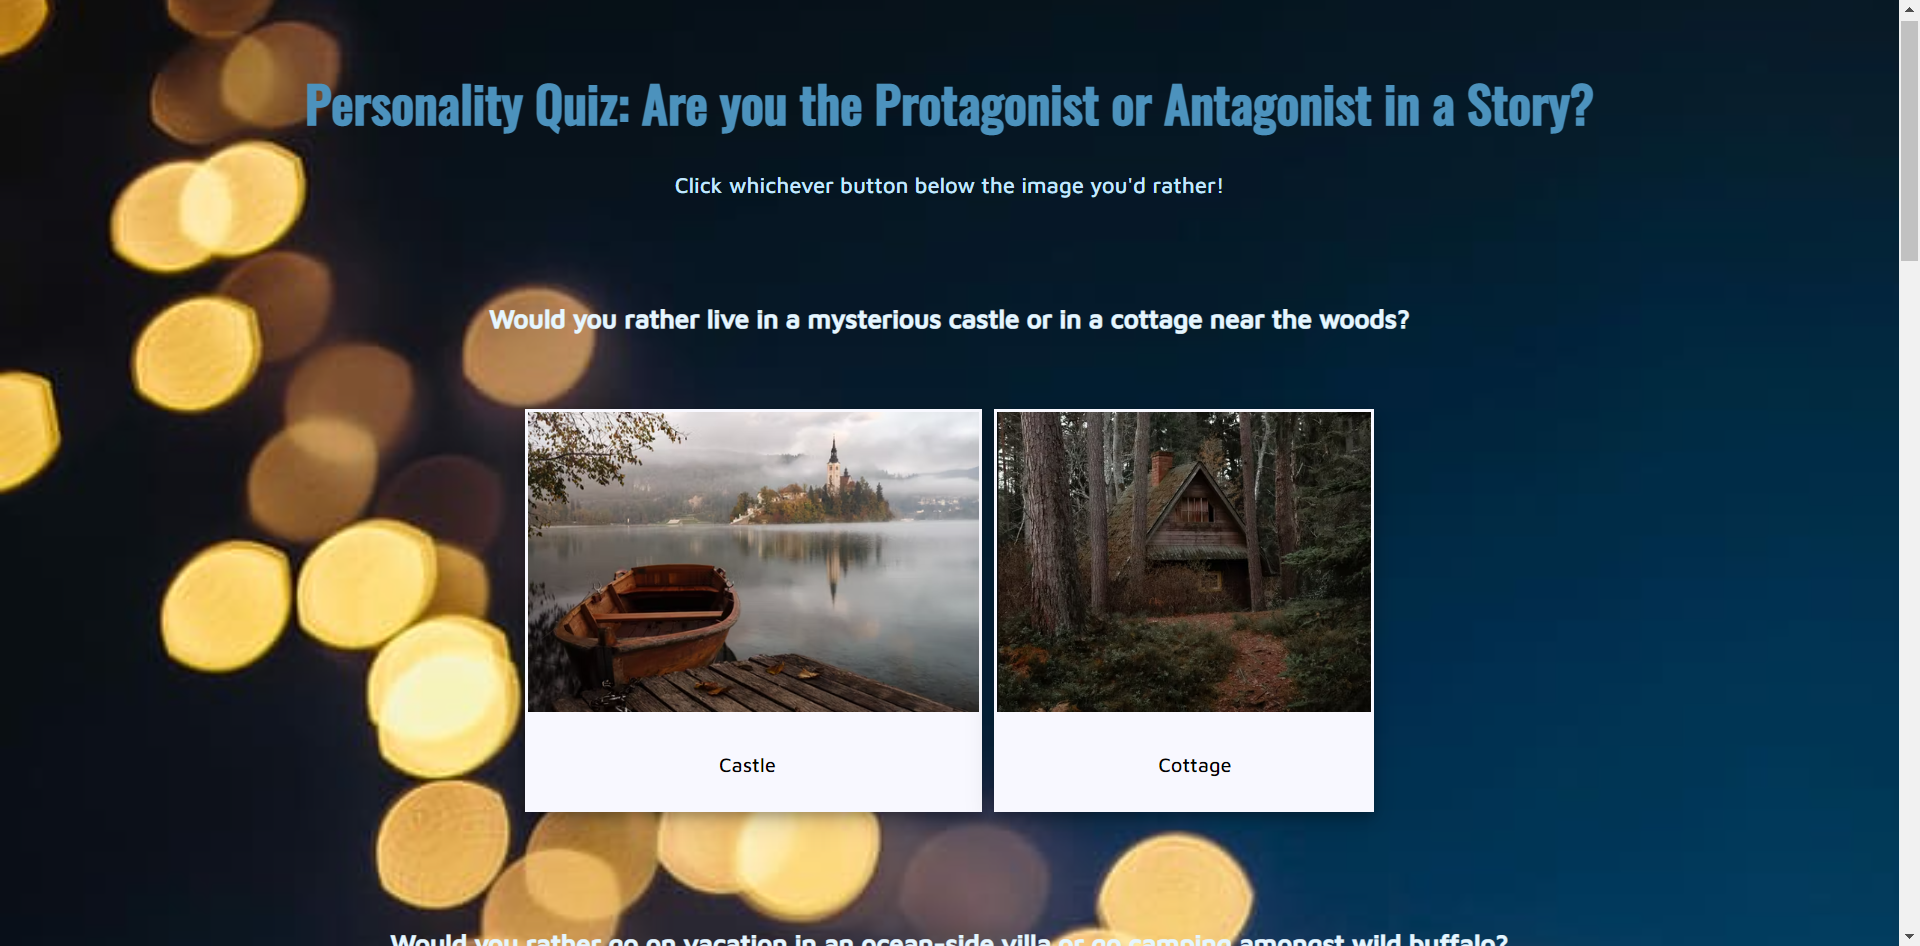 Personality Quiz: Are you the Protagonist or Antagonist in a Story?
Click whichever button below the image you'd rather!
Would you rather live in a mysterious castle or in a cottage near the woods?
Castle
Cottage
Would you rather go on vacation in an ocean-side villa or go camping amongst wild buffalo?